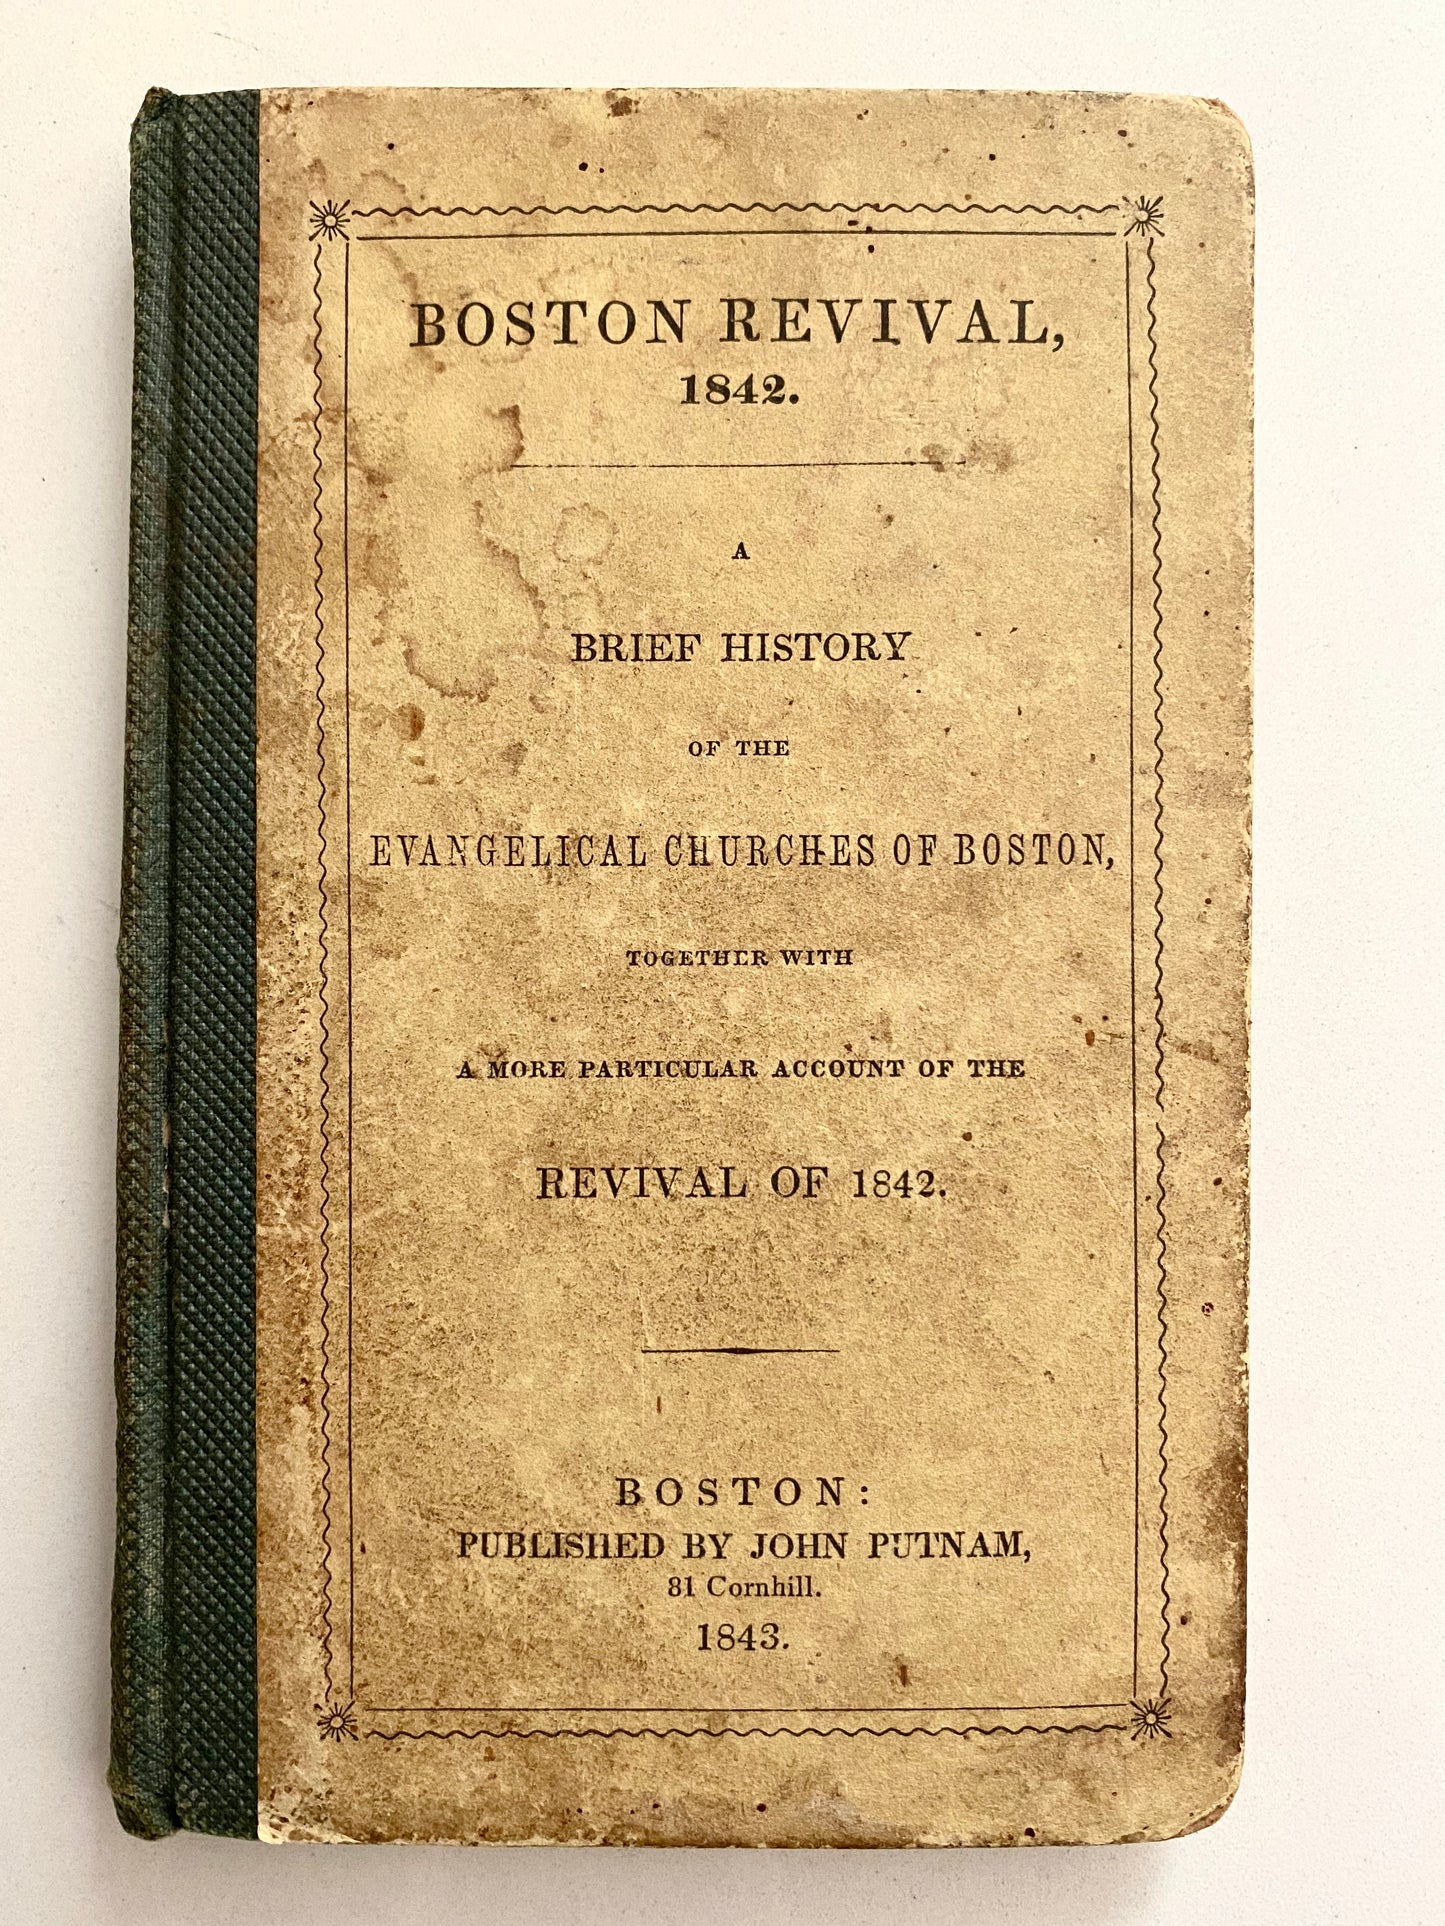 BOSTON REVIVAL,
1842.
A
BRIEF HISTORY
OF THE
EVANGELICAL CHURCHES OF BOSTON,
TOGETHER WITH
A MORE PARTICULAR ACCOUNT OF THE
REVIVAL OF 1842.
BOSTON:
PUBLISHED BY JOHN PUTNAM,
81 Cornhill.
1843.